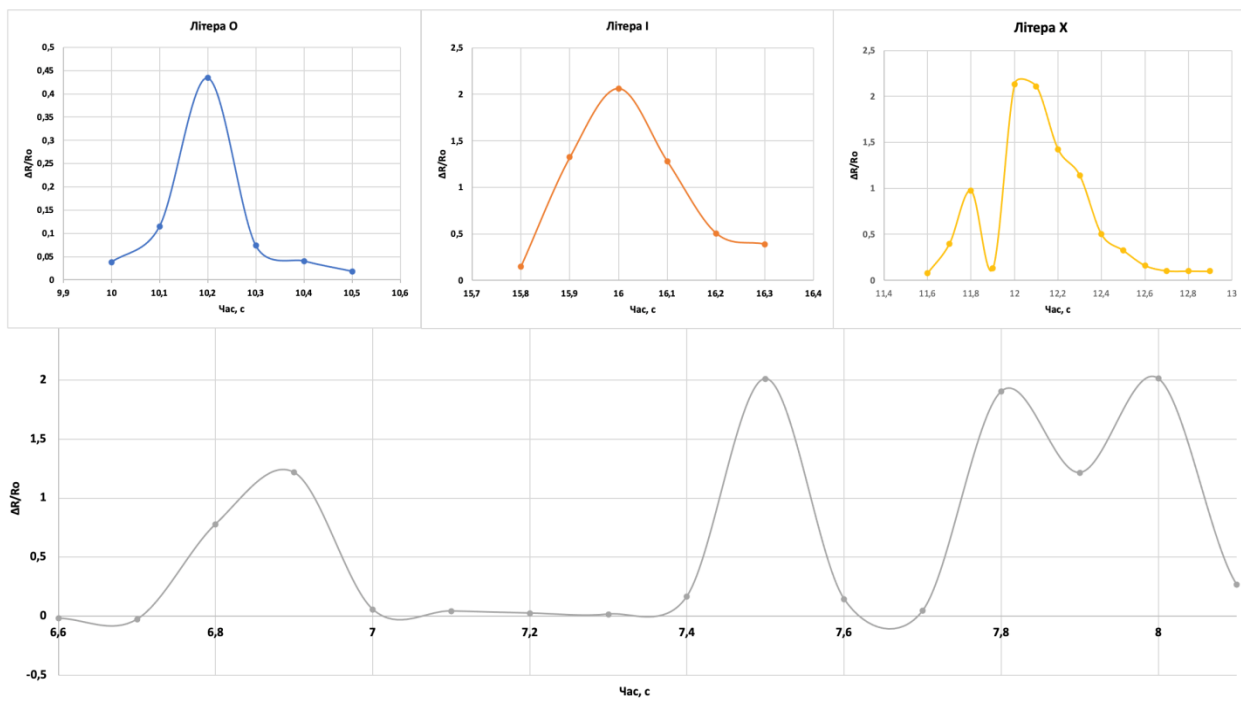 Літера О
0,5
0,45
0,4
0,35
0,3
0,25
0,2
0,15
0,1
0,05
0
ΔR/Ro
9,9 10 10,1 10,2 10,3 10,4 10,5 10,6
Час, с
Літера І
2,5
2
1,5
1
0,5
0
ΔR/Ro
15,7 15,8 15,9 16 16,1 16,2 16,3 16,4
Час, с
Літера Х
2,5
2
1,5
1
0,5
0
ΔR/Ro
11,4 11,6 11,8 12 12,2 12,4 12,6 12,8 13
Час, с
2
1,5
1
0,5
0
-0,5
ΔR/Ro
6,6 6,8 7 7,2 7,4 7,6 7,8 8
Час, с